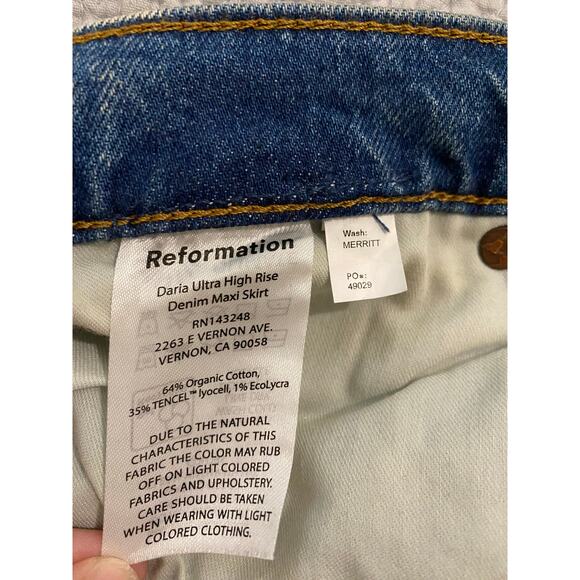 Reformation
Daria Ultra High Rise
Denim Maxi Skirt
RN143248
2263 E VERNON AVE.
VERNON, CA 90058
64% Organic Cotton,
35% TENCEL™ lyocell, 1% EcoLycra
DUE TO THE NATURAL
CHARACTERISTICS OF THIS
FABRIC THE COLOR MAY RUB
OFF ON LIGHT COLORED
FABRICS AND UPHOLSTERY.
CARE SHOULD BE TAKEN
WHEN WEARING WITH LIGHT
COLORED CLOTHING.
Wash:
MERRITT
PO#:
49029